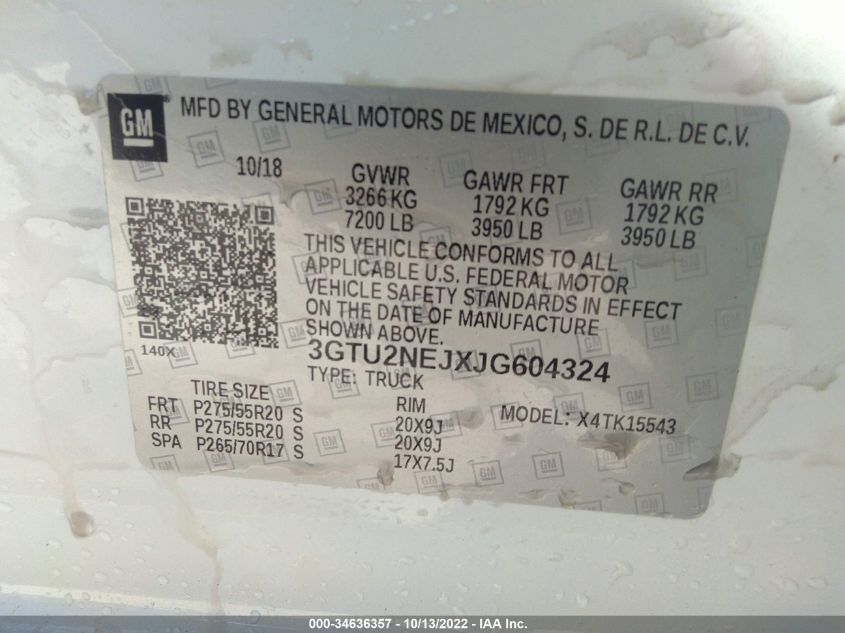 GM MFD BY GENERAL MOTORS DE MEXICO, S. DE R.L. DE C.V.
10/18 GVWR GAWR FRT GAWR RR
3266 KG 1792 KG 1792 KG
7200 LB 3950 LB 3950 LB
THIS VEHICLE CONFORMS TO ALL
APPLICABLE U.S. FEDERAL MOTOR
VEHICLE SAFETY STANDARDS IN EFFECT
ON THE DATE OF MANUFACTURE
SHOWN ABOVE.
140X 3GTU2NEJXJG604324
TYPE: TRUCK
TIRE SIZE RIM MODEL: X4TK15543
FRT P275/55R20 S 20X9J
RR P275/55R20 S 20X9J
SPA P265/70R17 S 17X7.5J
000-34636357 - 10/13/2022 - IAAI.com